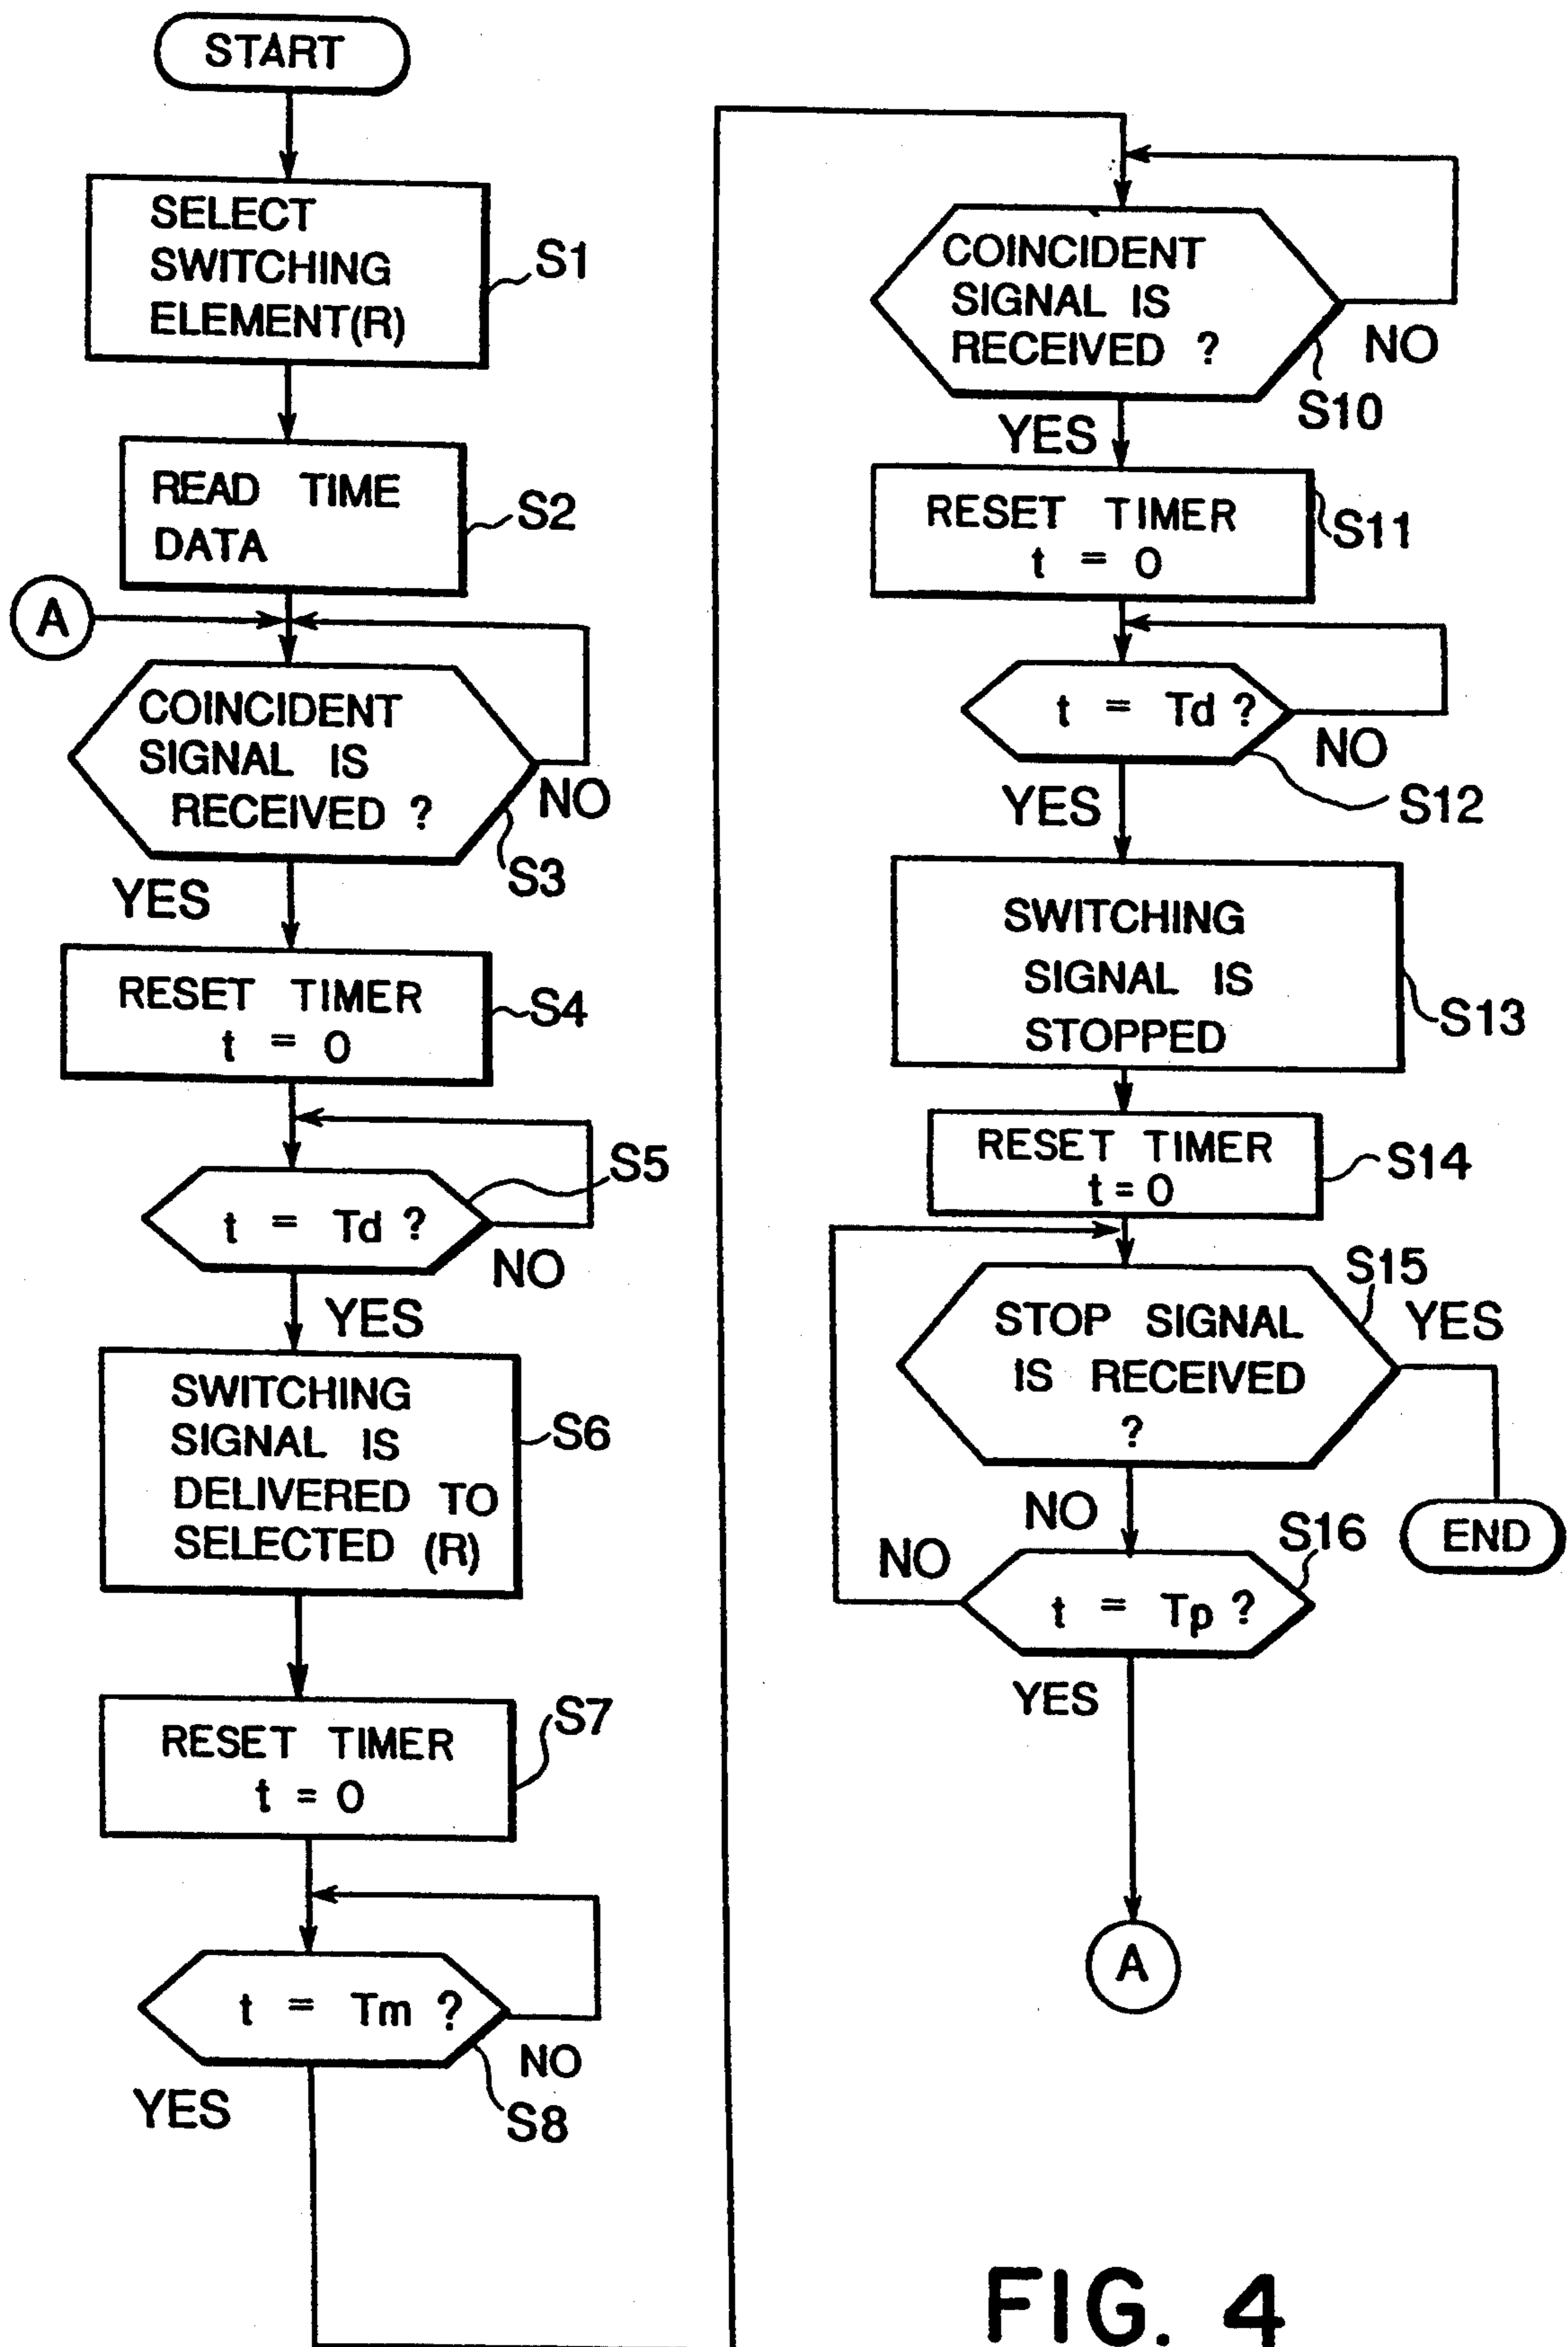 START
SELECT
SWITCHING
ELEMENT(R)
S1
READ TIME
DATA
S2
A
COINCIDENT
SIGNAL IS
RECEIVED ?
NO
S3
YES
RESET TIMER
t = 0
S4
t = Td ?
S5
NO
YES
SWITCHING
SIGNAL IS
DELIVERED TO
SELECTED (R)
S6
RESET TIMER
t = 0
S7
t = Tm ?
NO
S8
YES
COINCIDENT
SIGNAL IS
RECEIVED ?
NO
S10
YES
RESET TIMER
t = 0
S11
t = Td ?
NO
S12
YES
SWITCHING
SIGNAL IS
STOPPED
S13
RESET TIMER
t = 0
S14
STOP SIGNAL
IS RECEIVED
?
S15
YES
END
NO
t = Tp ?
S16
NO
YES
A
FIG. 4